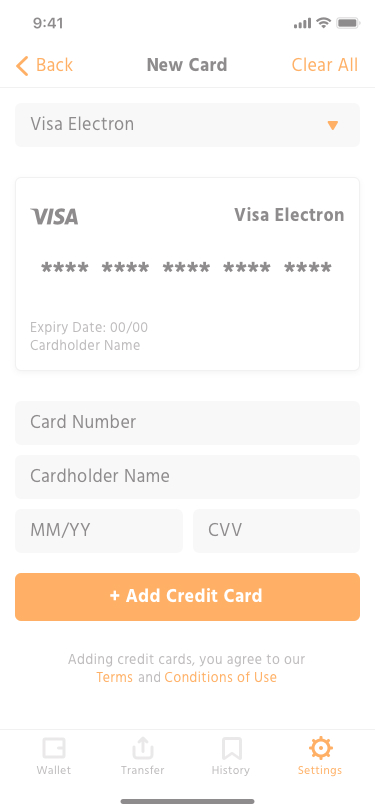 9:41
Back New Card Clear All
Visa Electron
VISA Visa Electron
**** **** **** **** ****
Expiry Date: 00/00
Cardholder Name
Card Number
Cardholder Name
MM/YY CVV
+ Add Credit Card
Adding credit cards, you agree to our
Terms and Conditions of Use
Wallet Transfer History Settings